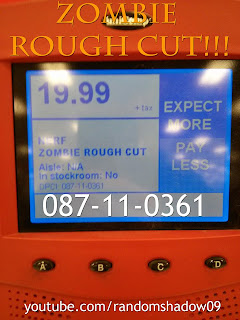 ZOMBIE
ROUGH CUT!!!
19.99
+ tax
EXPECT
MORE
PAY
LESS
NERF
ZOMBIE ROUGH CUT
Aisle: N/A
In stockroom: No
DPCI: 087-11-0361
087-11-0361
A
B
C
D
youtube.com/randomshadow09